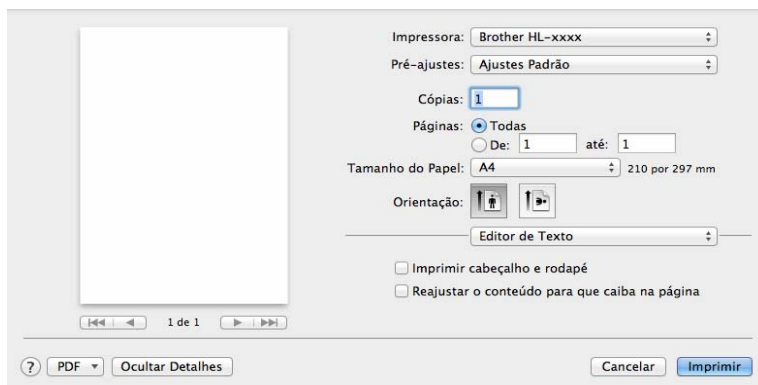 Impressora: Brother HL-xxxx
Pré-ajustes: Ajustes Padrão
Cópias: 1
Páginas: Todas
De: 1 até: 1
Tamanho do Papel: A4 210 por 297 mm
Orientação:
Editor de Texto
Imprimir cabeçalho e rodapé
Reajustar o conteúdo para que caiba na página
1 de 1
? PDF Ocultar Detalhes Cancelar Imprimir